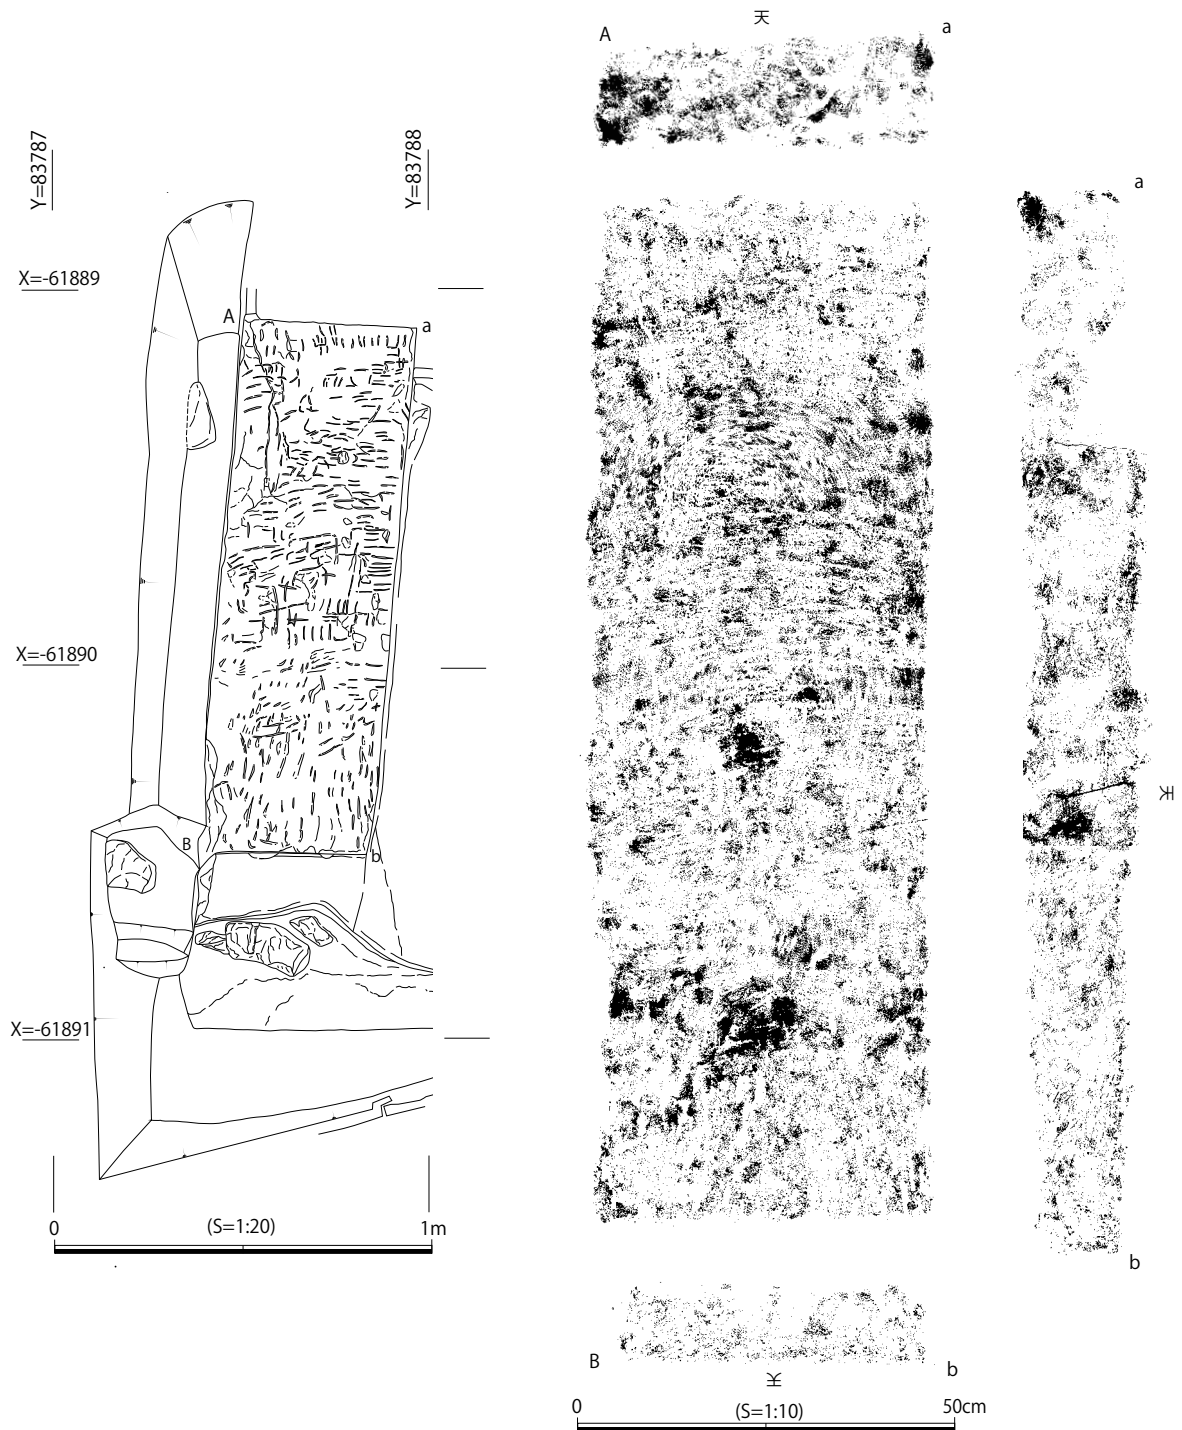 天
A
a
Y=83787
Y=83788
a
X=-61889
A
a
X=-61890
天
B
b
X=-61891
0
(S=1:20)
1m
b
B
b
天
0
(S=1:10)
50cm